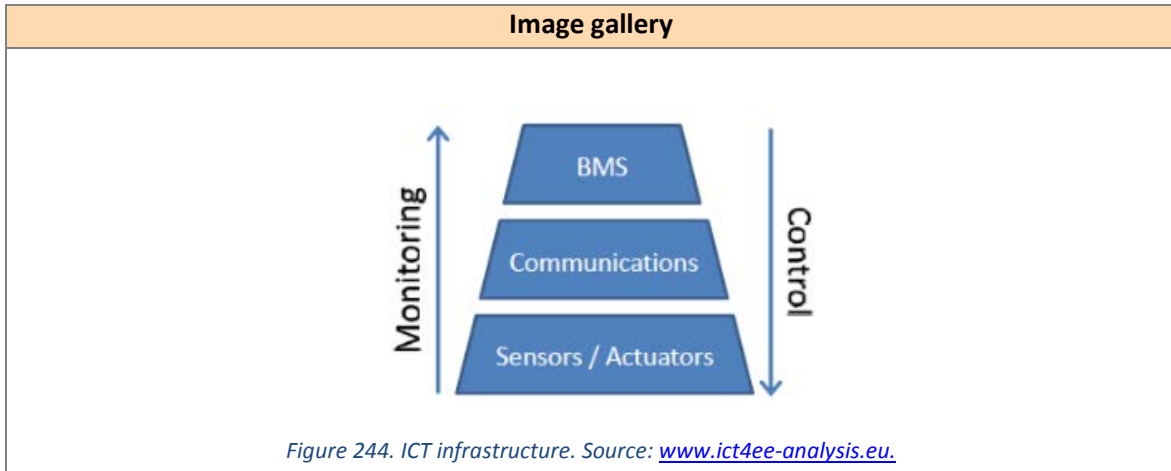 Image gallery
Monitoring
BMS
Communications
Sensors / Actuators
Control
Figure 244. ICT infrastructure. Source: www.ict4ee-analysis.eu.